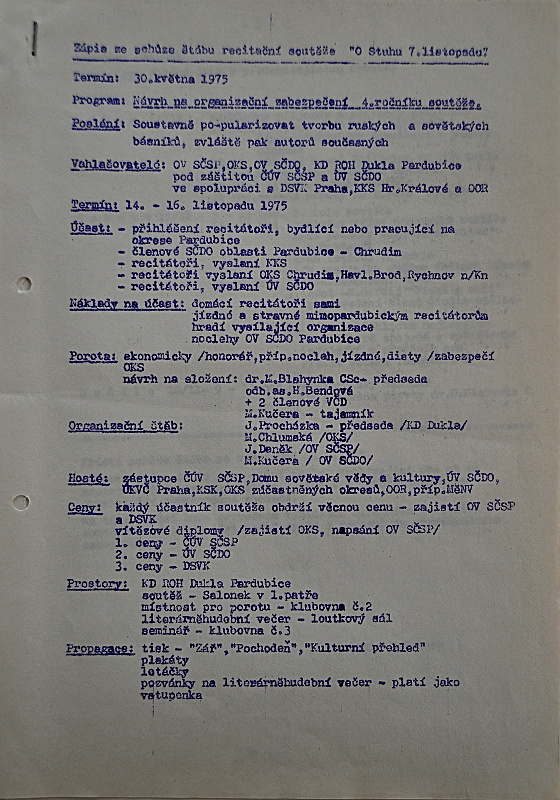 Zápis ze schůze štábu recitační soutěže "O Stuhu 7.listopadu"
Termín: 30.května 1975
Program: Návrh na organizační zabezpečení 4.ročníku soutěže.
Poslání: Soustavně po-pularizovat tvorbu ruských a sovětských
básníků, zvláště pak autorů současných
Vahlašovatelé: OV SČSP,OKS,OV SČDO, KD ROH Dukla Pardubice
pod záštitou ČÚV SČSP a ÚV SČDO
ve spolupráci s DSVK Praha,KKS Hr.Králové a OOR
Termín: 14. - 16. listopadu 1975
Účast: - přihlášení recitátoři, bydlící nebo pracující na
okrese Pardubice
- členové SČDO oblasti Pardubice - Chrudim
- recitátoři, vyslaní KKS
- recitátoři vyslaní OKS Chrudim,Havl.Brod,Rychnov n/Kn
- recitátoři, vyslaní ÚV SČDO
Náklady na účast: domácí recitátoři sami
jízdné a stravné mimopardubickým recitátorům
hradí vysílající organizace
noclehy OV SČDO Pardubice
Porota: ekonomicky /honorář,příp.nocleh,jízdné,diety /zabezpečí
OKS
návrh na složení: dr.M.Blahynka CSc- předseda
odb.as.H.Bendová
+ 2 členové VČD
M.Kučera - tajemník
Organizační štáb: J.Procházka - předseda /KD Dukla/
M.Chlumská /OKS/
J.Daněk /OV SČSP/
M.Kučera / OV SČDO/
Hosté: zástupce ČÚV SČSP,Domu sovětské vědy a kultury,ÚV SČDO,
ÚKVČ Praha,KSK,OKS zúčastněných okresů,OOR,příp.MěNV
Ceny: každý účastník soutěže obdrží věcnou cenu - zajistí OV SČSP
a DSVK
vítězové diplomy /zajistí OKS, napsání OV SČSP/
1. ceny - ČÚV SČSP
2. ceny - ÚV SČDO
3. ceny - DSVK
Prostory: KD ROH Dukla Pardubice
soutěž - Salonek v 1.patře
místnost pro porotu - klubovna č.2
literárněhudební večer - loutkový sál
seminář - klubovna č.3
Propagace: tisk - "Zář","Pochodeň","Kulturní přehled"
plakáty
letáčky
pozvánky na literárněhudební večer - platí jako
vstupenka